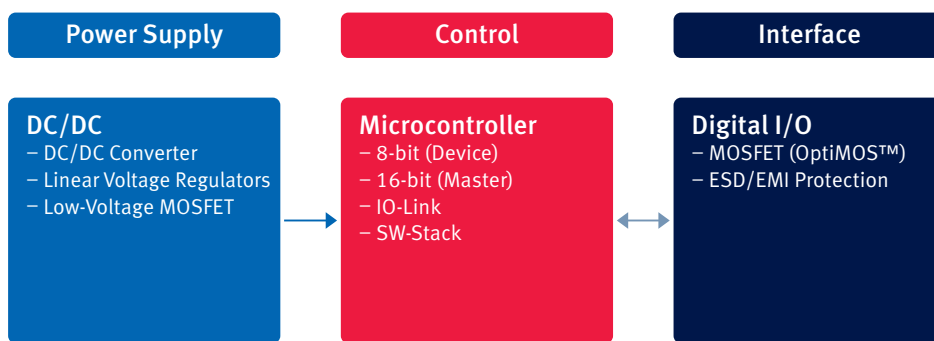 Power Supply
Control
Interface
DC/DC
– DC/DC Converter
– Linear Voltage Regulators
– Low-Voltage MOSFET
Microcontroller
– 8-bit (Device)
– 16-bit (Master)
– IO-Link
– SW-Stack
Digital I/O
– MOSFET (OptiMOS™)
– ESD/EMI Protection